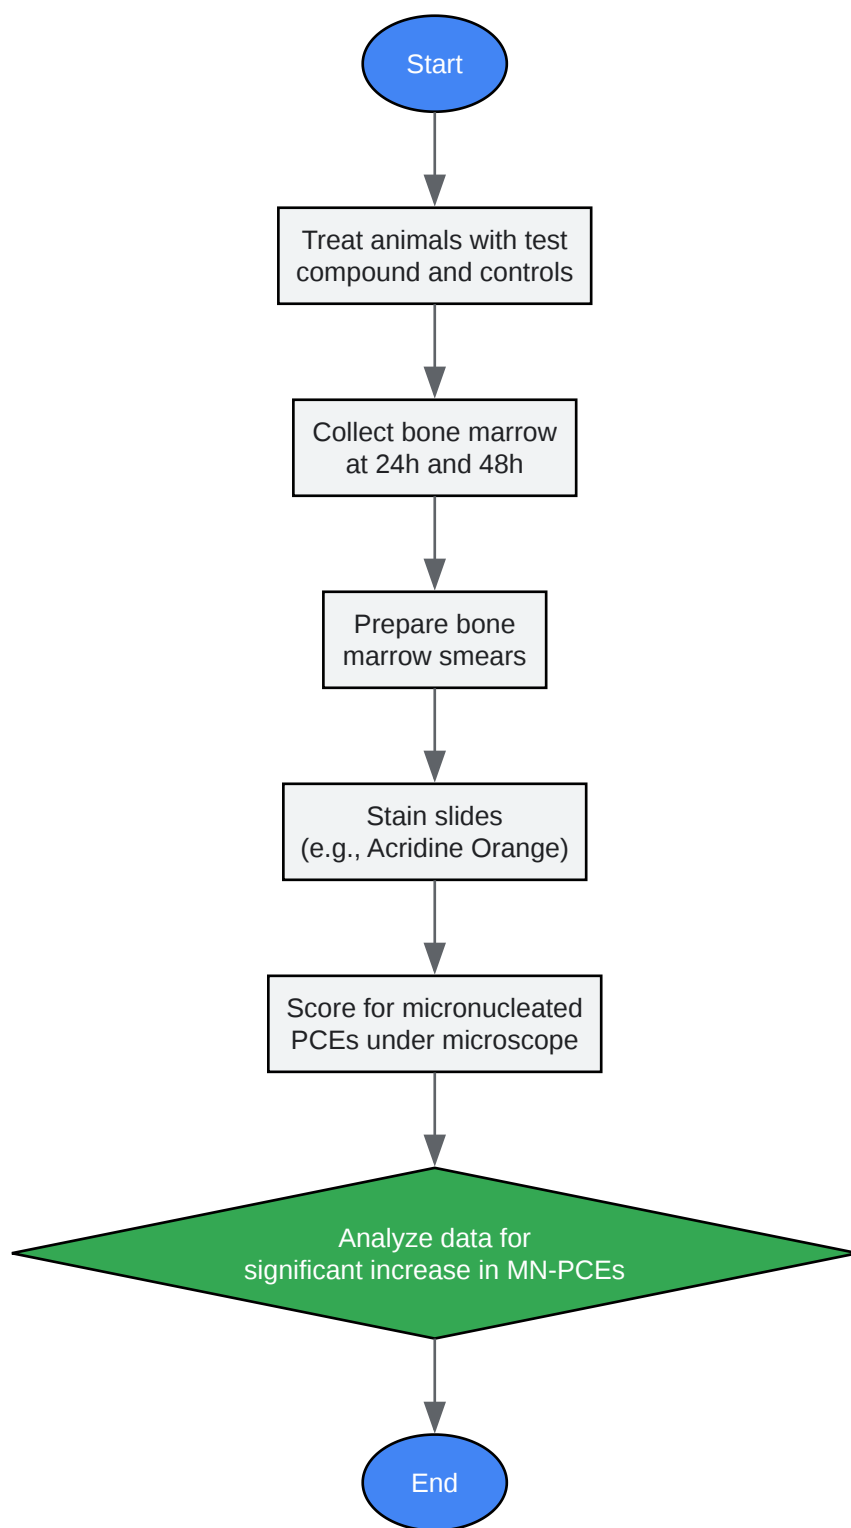 Start
Treat animals with test
compound and controls
Collect bone marrow
at 24h and 48h
Prepare bone
marrow smears
Stain slides
(e.g., Acridine Orange)
Score for micronucleated
PCEs under microscope
Analyze data for
significant increase in MN-PCEs
End